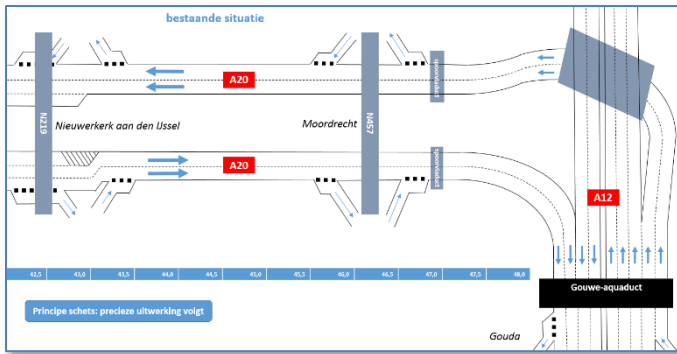 bestaande situatie
N219
A20
spoorviaduct
N457
Nieuwerkerk aan den IJssel
Moordrecht
A20
spoorviaduct
A12
42,5 43,0 43,5 44,0 44,5 45,0 45,5 46,0 46,5 47,0 47,5 48,0
Gouwe-aquaduct
Principe schets: precieze uitwerking volgt
Gouda